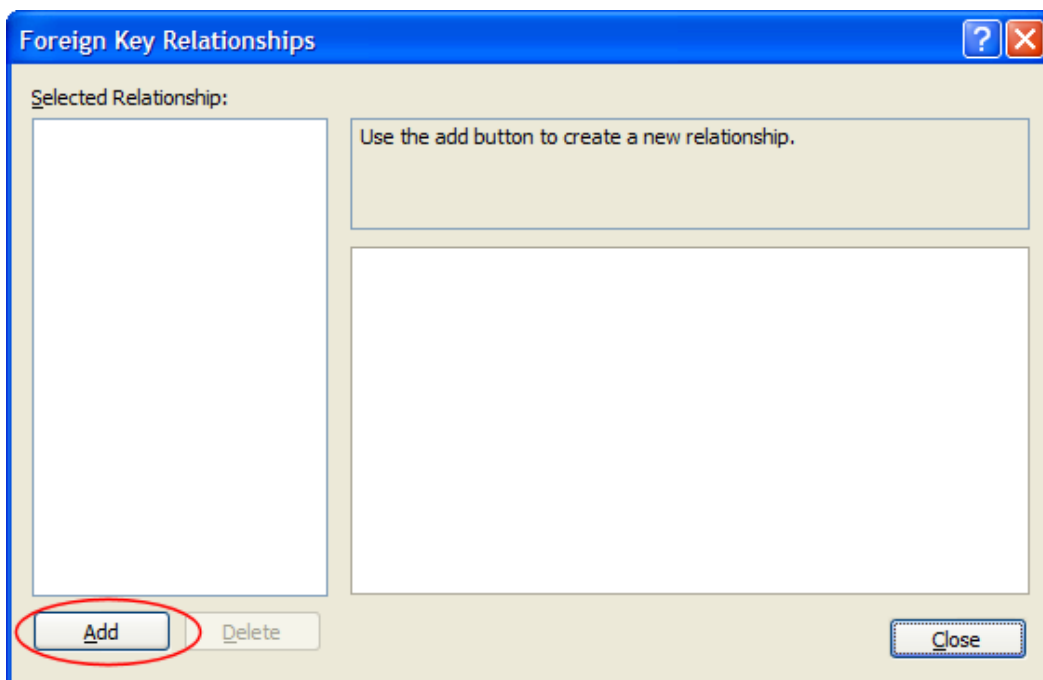 Foreign Key Relationships
Selected Relationship:
Use the add button to create a new relationship.
Add
Delete
Close